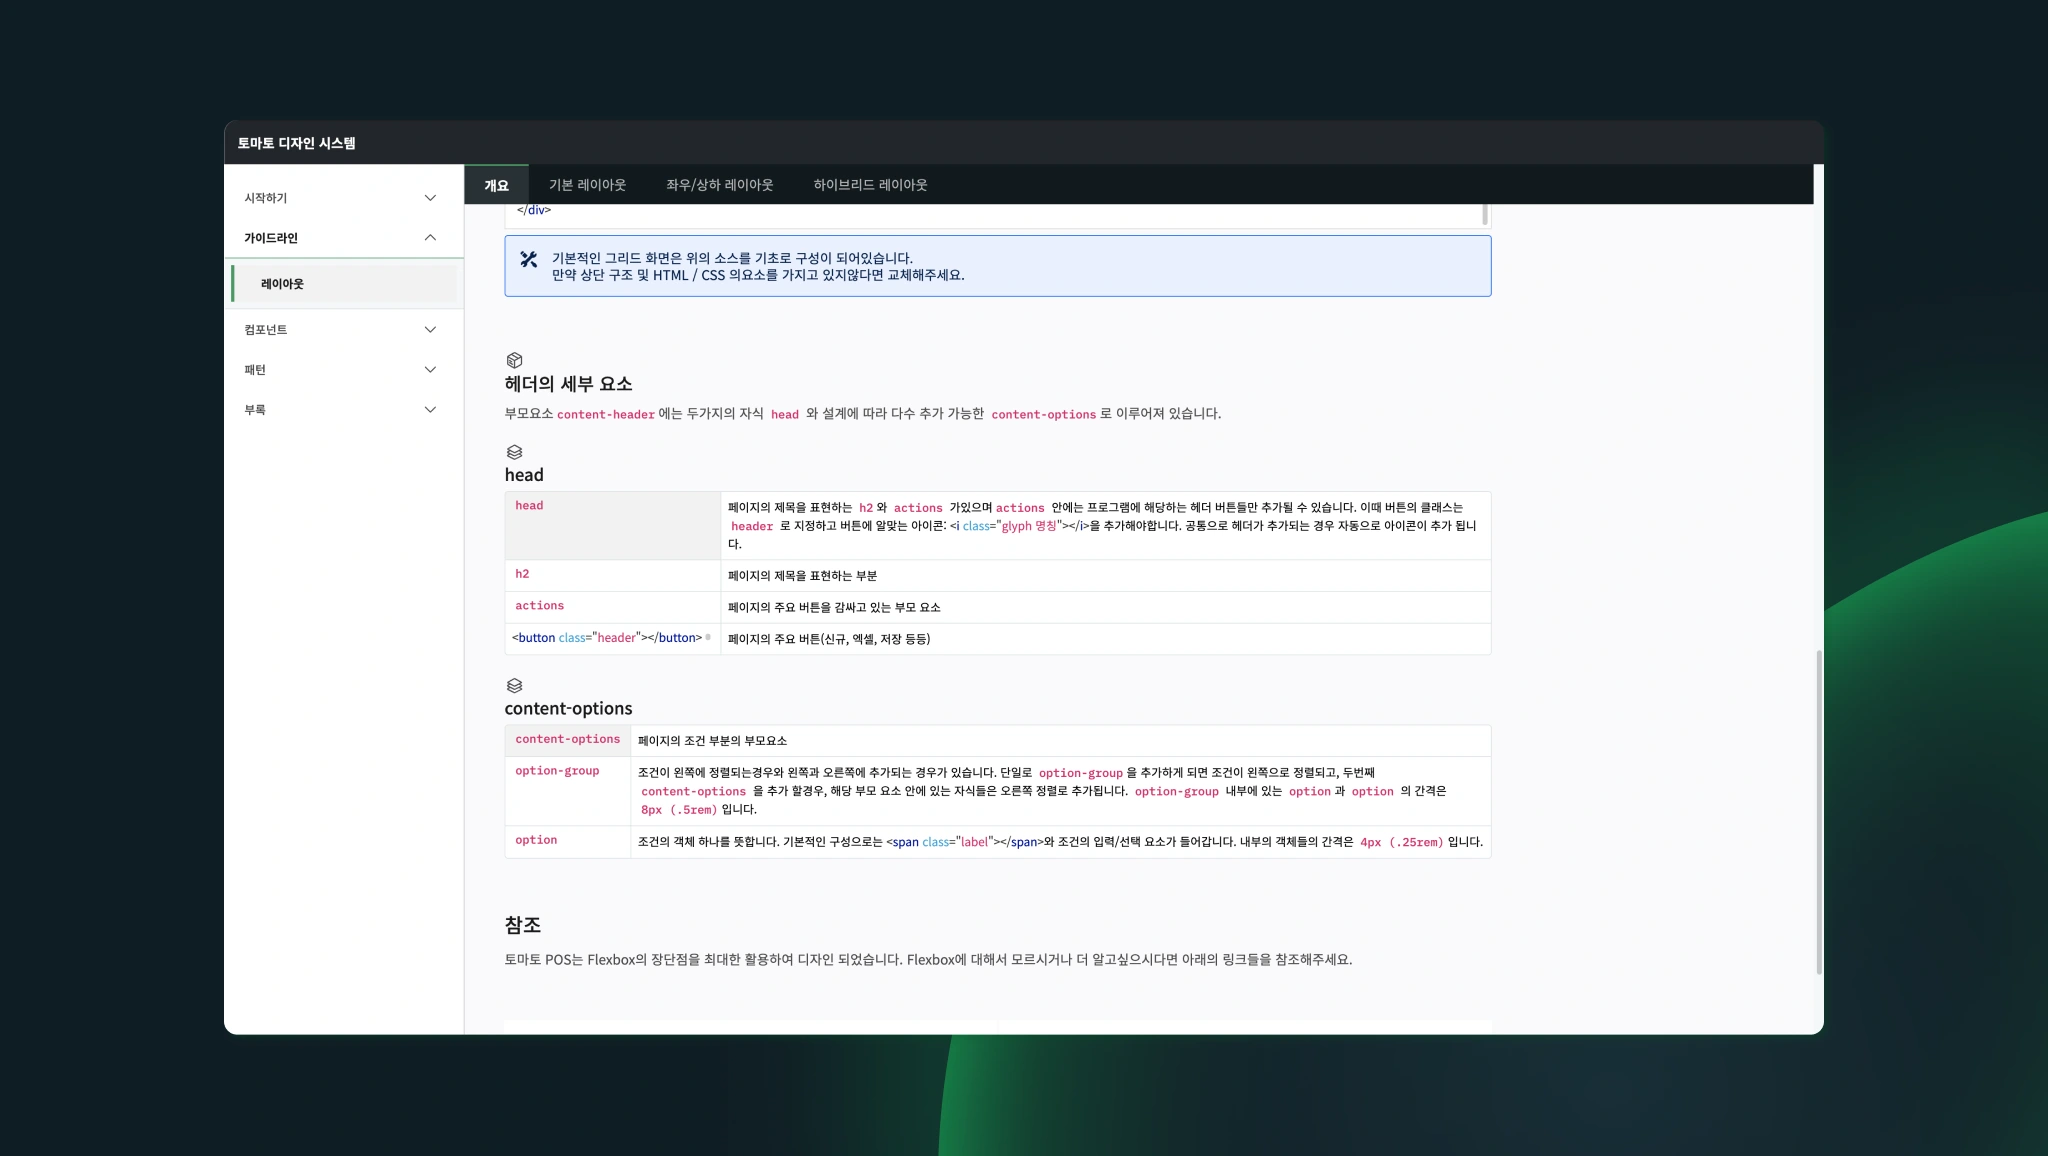 토마토 디자인 시스템
시작하기
가이드라인
레이아웃
컴포넌트
패턴
부록
개요 기본 레이아웃 좌우/상하 레이아웃 하이브리드 레이아웃
</div>
기본적인 그리드 화면은 위의 소스를 기초로 구성이 되어있습니다.
만약 상단 구조 및 HTML / CSS 의요소를 가지고 있지않다면 교체해주세요.
헤더의 세부 요소
부모요소 content-header 에는 두가지의 자식 head 와 설계에 따라 다수 추가 가능한 content-options 로 이루어져 있습니다.
head
head 페이지의 제목을 표현하는 h2 와 actions 가있으며 actions 안에는 프로그램에 해당하는 헤더 버튼들만 추가될 수 있습니다. 이때 버튼의 클래스는
header 로 지정하고 버튼에 알맞는 아이콘: <i class="glyph 명칭"></i>을 추가해야합니다. 공통으로 헤더가 추가되는 경우 자동으로 아이콘이 추가 됩니
다.
h2 페이지의 제목을 표현하는 부분
actions 페이지의 주요 버튼을 감싸고 있는 부모 요소
<button class="header"></button> 페이지의 주요 버튼(신규, 엑셀, 저장 등등)
content-options
content-options 페이지의 조건 부분의 부모요소
option-group 조건이 왼쪽에 정렬되는경우와 왼쪽과 오른쪽에 추가되는 경우가 있습니다. 단일로 option-group 을 추가하게 되면 조건이 왼쪽으로 정렬되고, 두번째
content-options 을 추가 할경우, 해당 부모 요소 안에 있는 자식들은 오른쪽 정렬로 추가됩니다. option-group 내부에 있는 option 과 option 의 간격은
8px (.5rem) 입니다.
option 조건의 객체 하나를 뜻합니다. 기본적인 구성으로는 <span class="label"></span>와 조건의 입력/선택 요소가 들어갑니다. 내부의 객체들의 간격은 4px (.25rem) 입니다.
참조
토마토 POS는 Flexbox의 장단점을 최대한 활용하여 디자인 되었습니다. Flexbox에 대해서 모르시거나 더 알고싶으시다면 아래의 링크들을 참조해주세요.